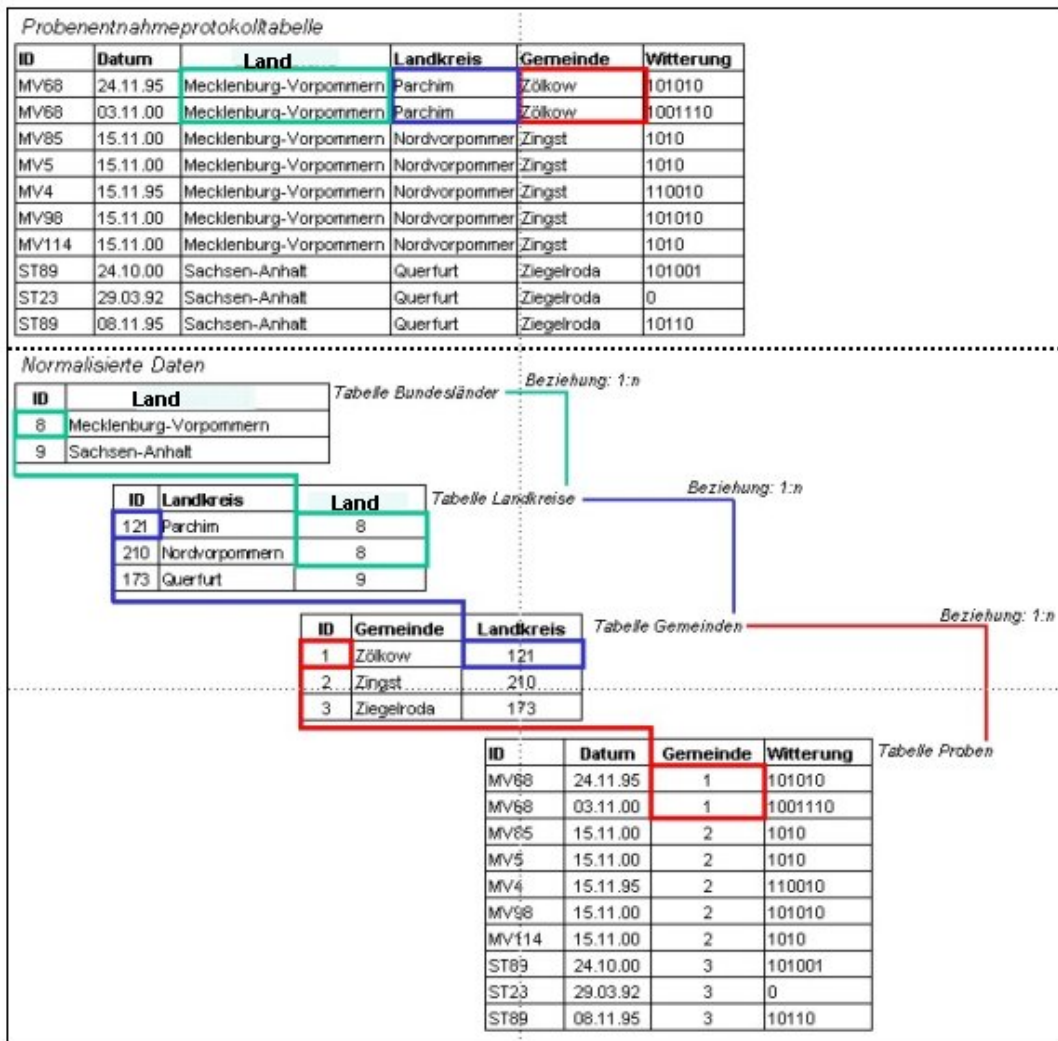 Probenentnahmeprotokolltabelle
ID Datum Land Landkreis Gemeinde Witterung
MV68 24.11.95 Mecklenburg-Vorpommern Parchim Zölkow 101010
MV68 03.11.00 Mecklenburg-Vorpommern Parchim Zölkow 1001110
MV85 15.11.00 Mecklenburg-Vorpommern Nordvorpommer Zingst 1010
MV5 15.11.00 Mecklenburg-Vorpommern Nordvorpommer Zingst 1010
MV4 15.11.95 Mecklenburg-Vorpommern Nordvorpommer Zingst 110010
MV98 15.11.00 Mecklenburg-Vorpommern Nordvorpommer Zingst 101010
MV114 15.11.00 Mecklenburg-Vorpommern Nordvorpommer Zingst 1010
ST89 24.10.00 Sachsen-Anhalt Querfurt Ziegelroda 101001
ST23 29.03.92 Sachsen-Anhalt Querfurt Ziegelroda 0
ST89 08.11.95 Sachsen-Anhalt Querfurt Ziegelroda 10110
Normalisierte Daten
Tabelle Bundesländer Beziehung: 1:n
ID Land
8 Mecklenburg-Vorpommern
9 Sachsen-Anhalt
Tabelle Landkreise Beziehung: 1:n
ID Landkreis Land
121 Parchim 8
210 Nordvorpommern 8
173 Querfurt 9
Tabelle Gemeinden Beziehung: 1:n
ID Gemeinde Landkreis
1 Zölkow 121
2 Zingst 210
3 Ziegelroda 173
Tabelle Proben
ID Datum Gemeinde Witterung
MV68 24.11.95 1 101010
MV68 03.11.00 1 1001110
MV85 15.11.00 2 1010
MV5 15.11.00 2 1010
MV4 15.11.95 2 110010
MV98 15.11.00 2 101010
MV114 15.11.00 2 1010
ST89 24.10.00 3 101001
ST23 29.03.92 3 0
ST89 08.11.95 3 10110